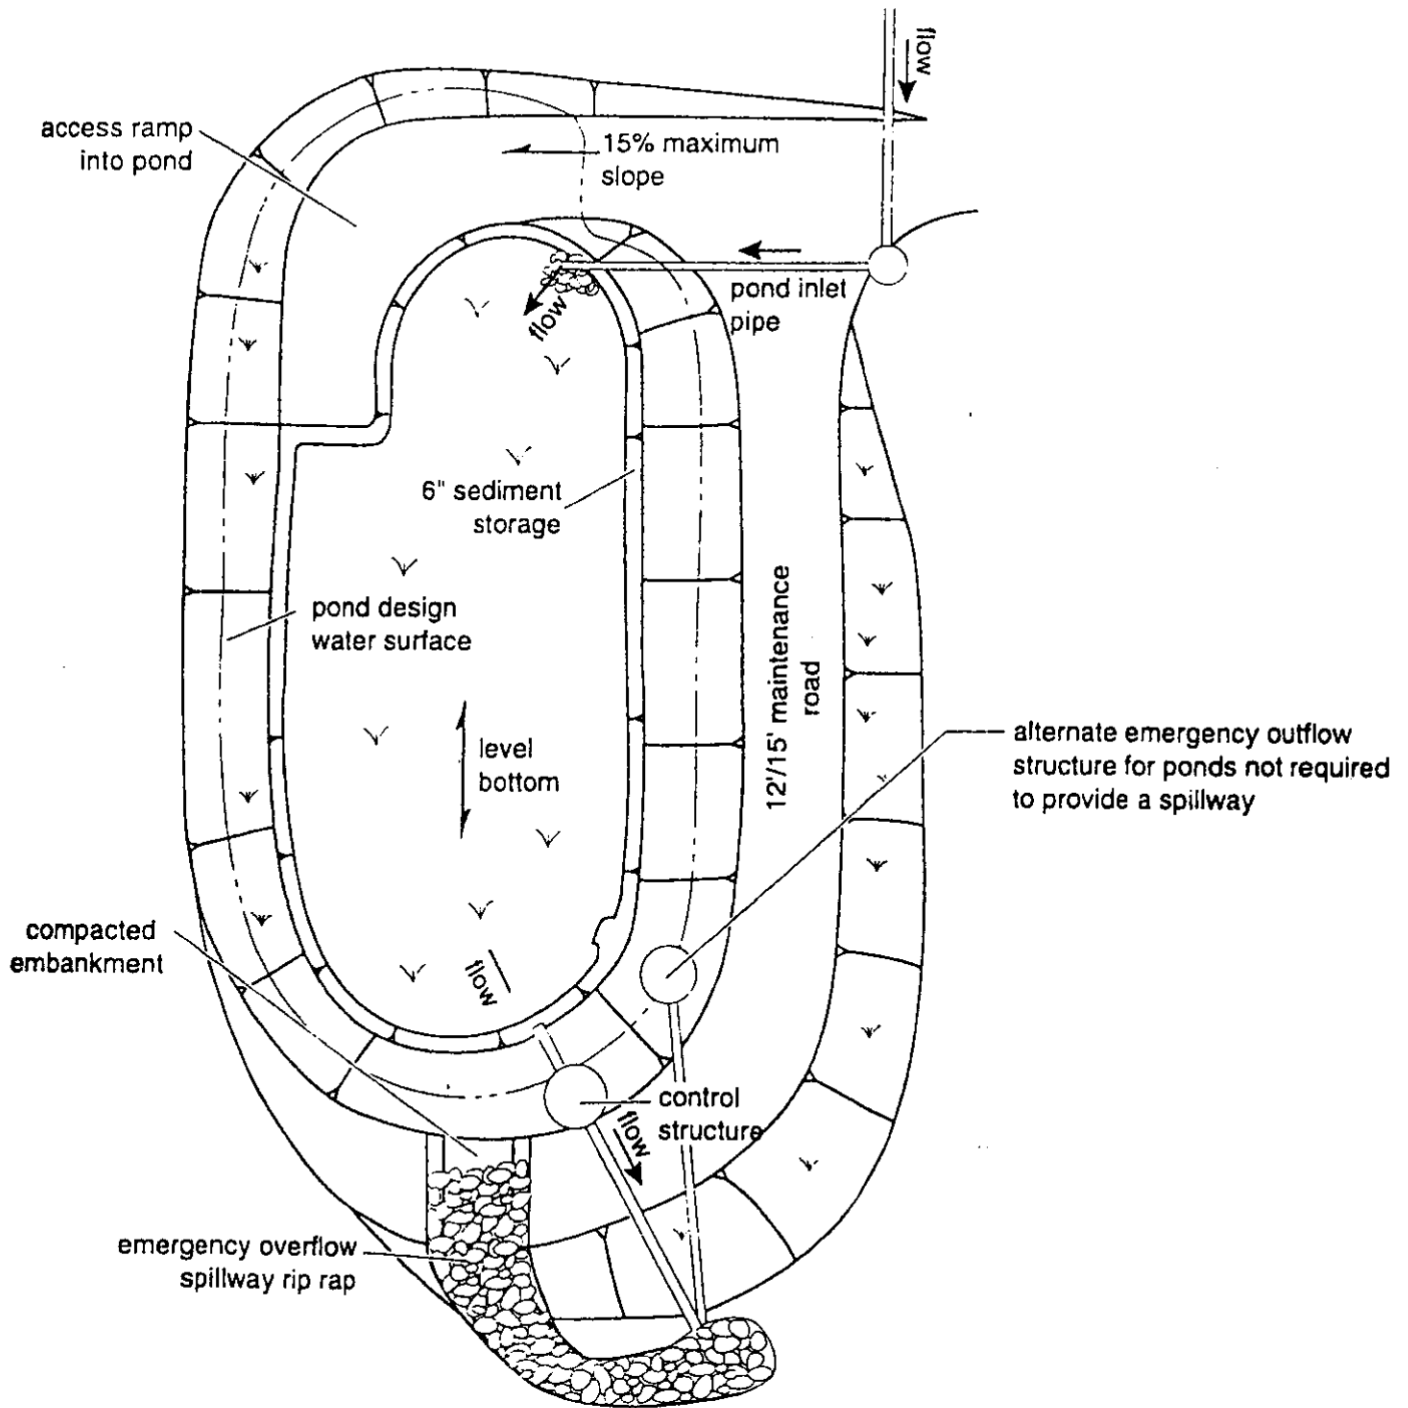 flow
access ramp
into pond
15% maximum
slope
pond inlet
pipe
flow
6" sediment
storage
pond design
water surface
12'/15' maintenance
road
level
bottom
alternate emergency outflow
structure for ponds not required
to provide a spillway
compacted
embankment
flow
control
structure
flow
emergency overflow
spillway rip rap